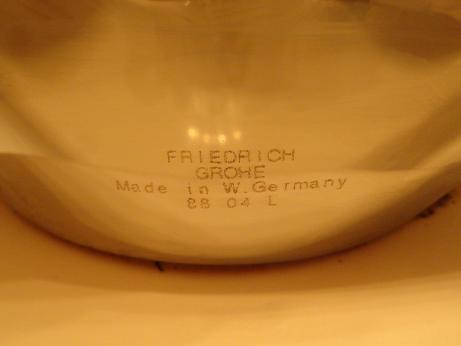 FRIEDRICH
GROHE
Made in W.Germany
88 04 L